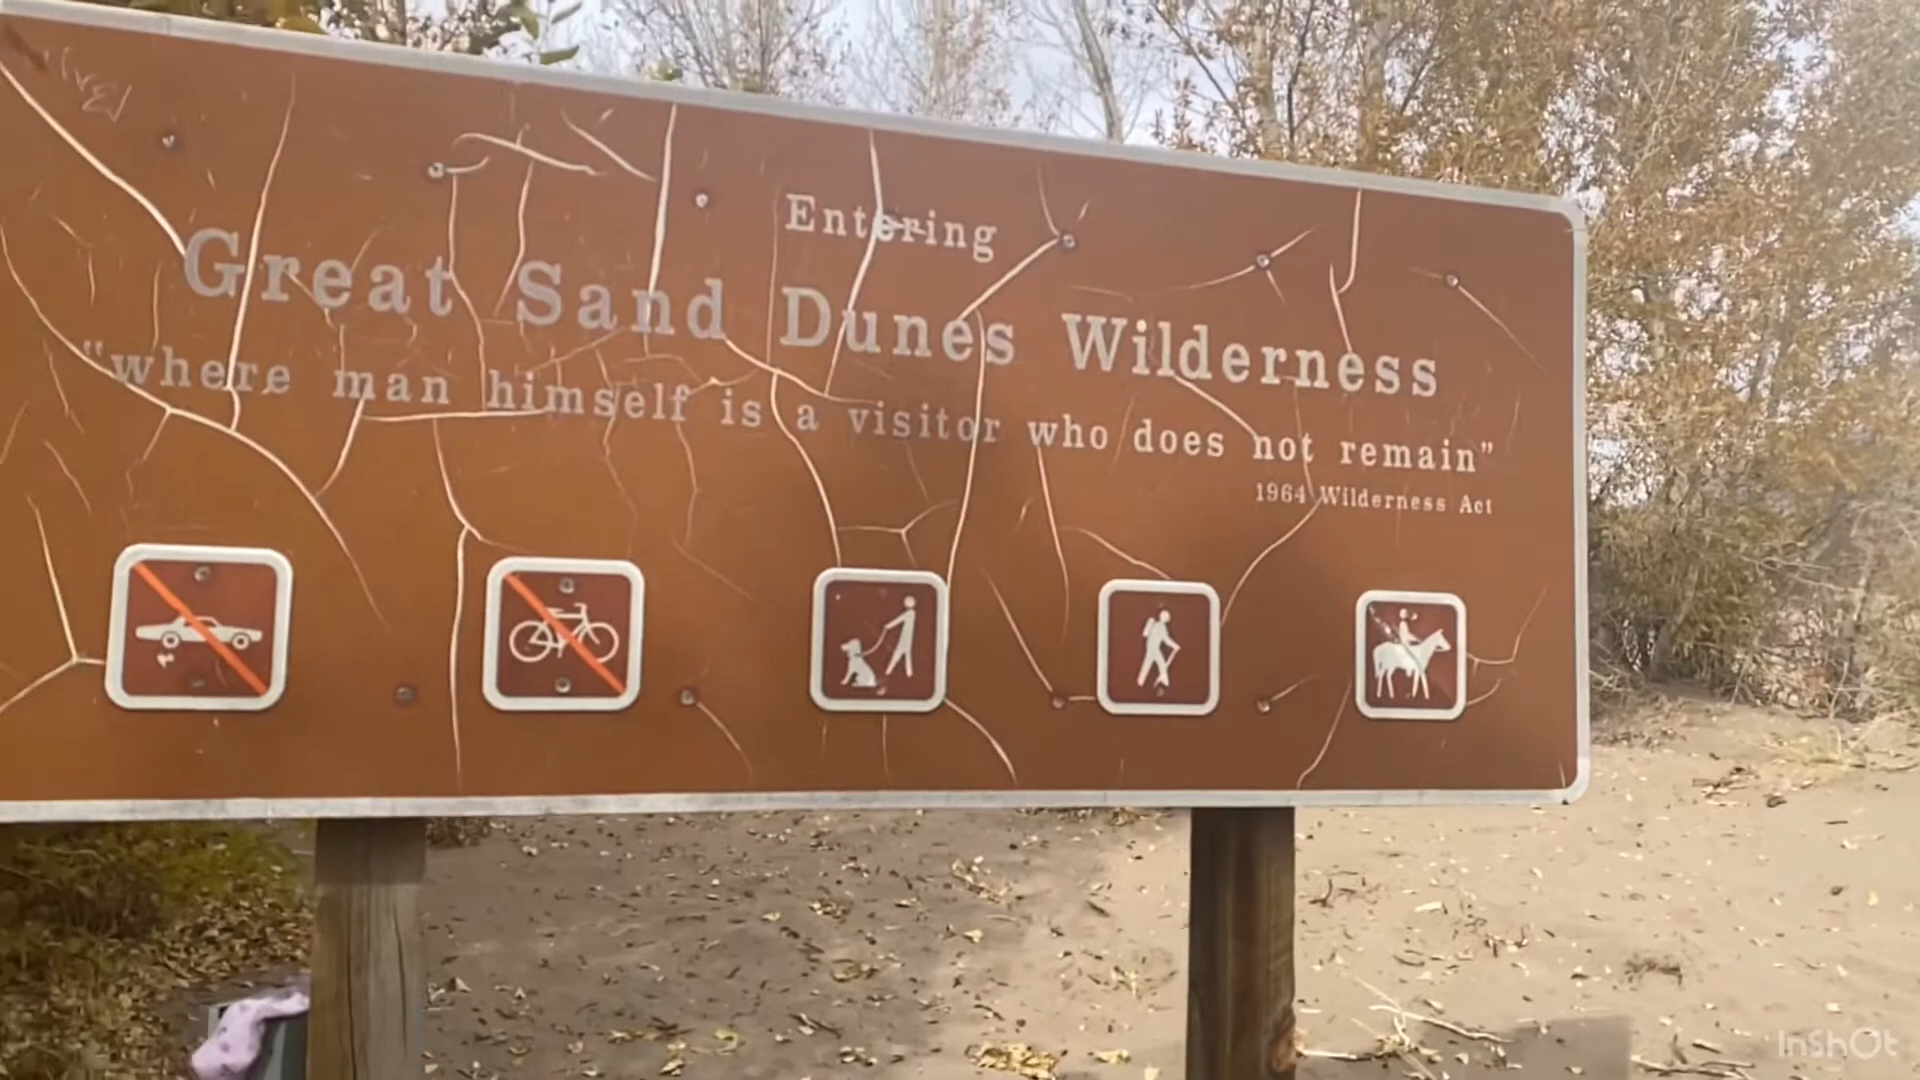 Entering
Great Sand Dunes Wilderness
"where man himself is a visitor who does not remain"
1964 Wilderness Act
InShOt